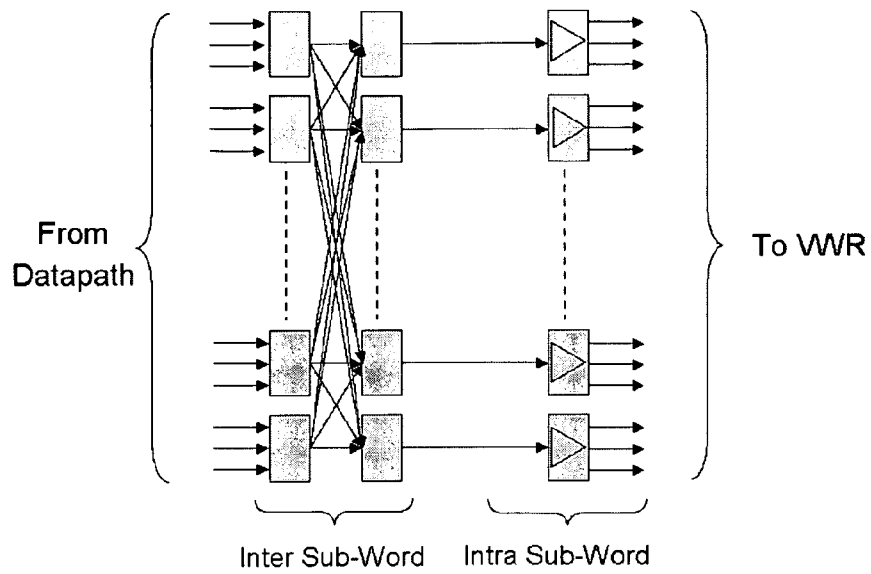 From
Datapath
To VWR
Inter Sub-Word
Intra Sub-Word